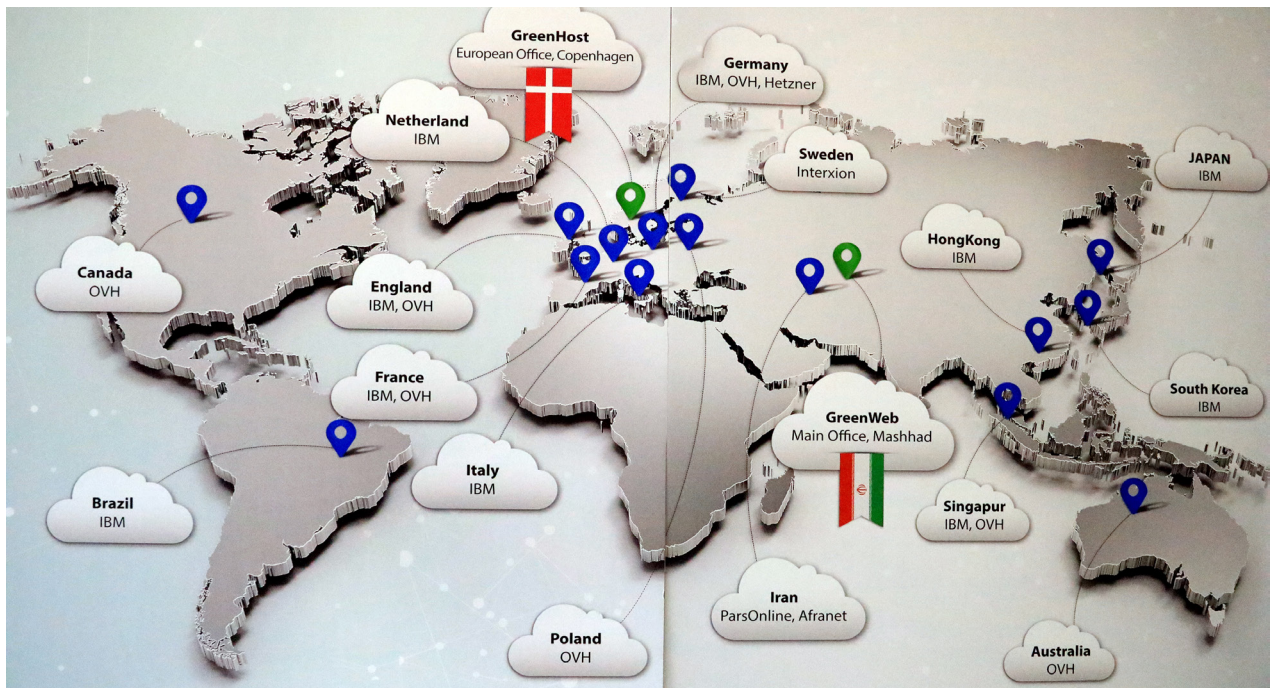 GreenHost
European Office, Copenhagen
Germany
IBM, OVH, Hetzner
Netherland
IBM
Sweden
Interxion
JAPAN
IBM
HongKong
IBM
Canada
OVH
England
IBM, OVH
France
IBM, OVH
South Korea
IBM
GreenWeb
Main Office, Mashhad
Italy
IBM
Brazil
IBM
Singapur
IBM, OVH
Iran
ParsOnline, Afranet
Poland
OVH
Australia
OVH